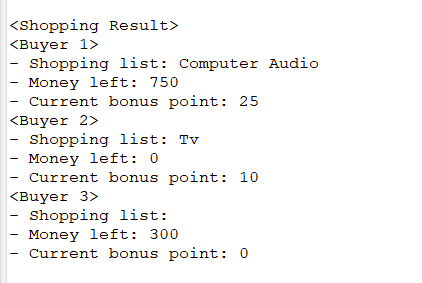 <Shopping Result>
<Buyer 1>
- Shopping list: Computer Audio
- Money left: 750
- Current bonus point: 25
<Buyer 2>
- Shopping list: Tv
- Money left: 0
- Current bonus point: 10
<Buyer 3>
- Shopping list:
- Money left: 300
- Current bonus point: 0